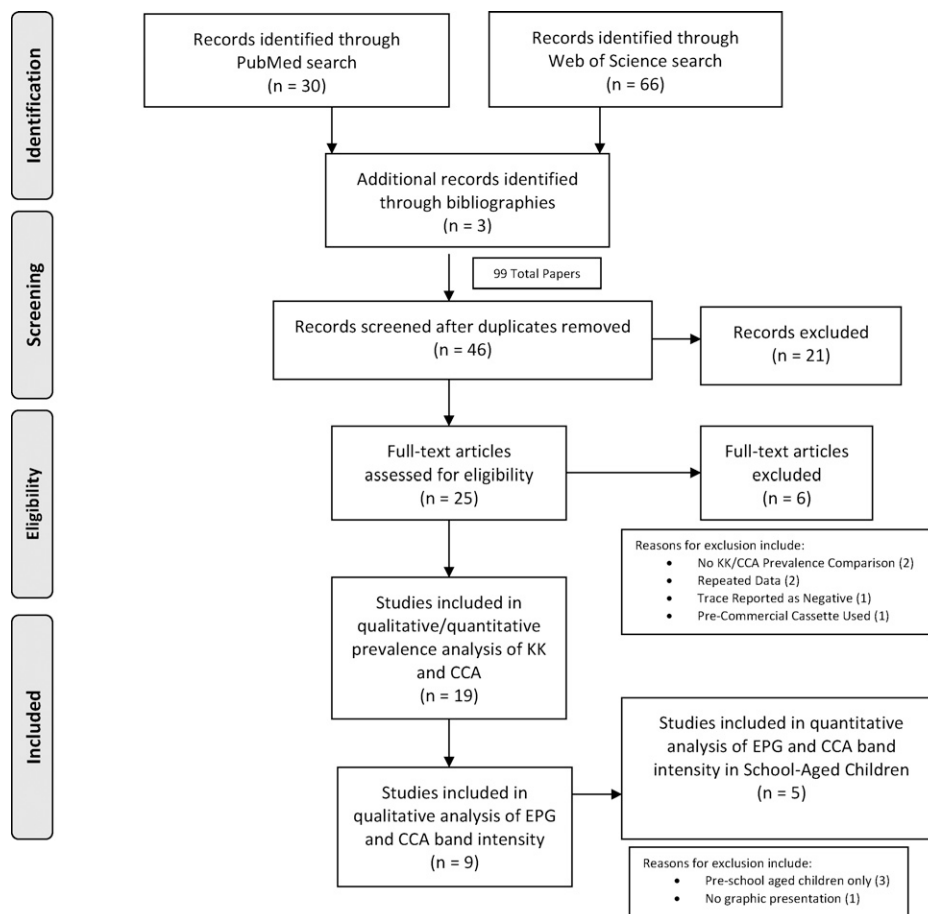 Identification
Records identified through
PubMed search
(n = 30)
Records identified through
Web of Science search
(n = 66)
Additional records identified
through bibliographies
(n = 3)
Screening
99 Total Papers
Records screened after duplicates removed
(n = 46)
Records excluded
(n = 21)
Eligibility
Full-text articles
assessed for eligibility
(n = 25)
Full-text articles
excluded
(n = 6)
Reasons for exclusion include:
• No KK/CCA Prevalence Comparison (2)
• Repeated Data (2)
• Trace Reported as Negative (1)
• Pre-Commercial Cassette Used (1)
Studies included in
qualitative/quantitative
prevalence analysis of KK
and CCA
(n = 19)
Included
Studies included in
qualitative analysis of EPG
and CCA band intensity
(n = 9)
Studies included in quantitative
analysis of EPG and CCA band
intensity in School-Aged Children
(n = 5)
Reasons for exclusion include:
• Pre-school aged children only (3)
• No graphic presentation (1)